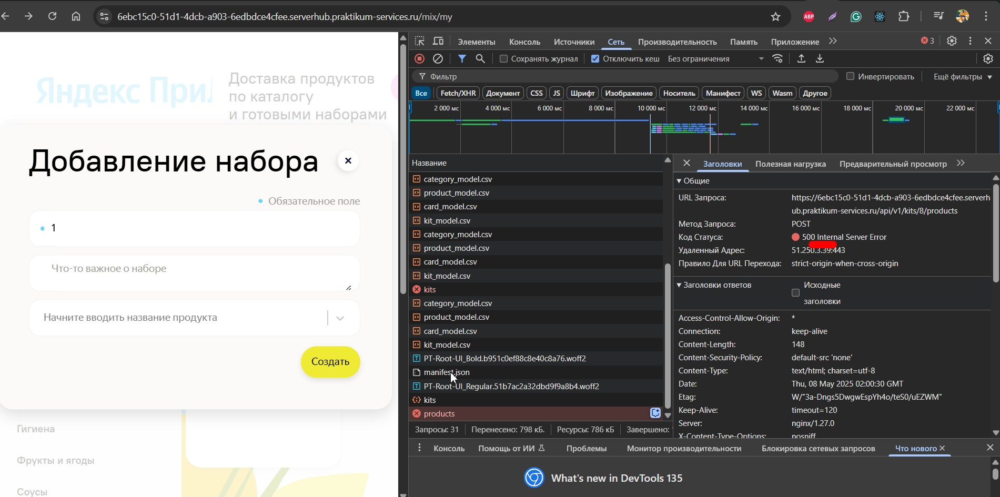 6ebc15c0-51d1-4dcb-a903-6edbdce4cfee.serverhub.praktikum-services.ru/mix/my
ABP
Яндекс При
Доставка продуктов
по каталогу
и готовыми наборами
Добавление набора
Обязательное поле
1
Что-то важное о наборе
Начните вводить название продукта
Создать
Гигиена
Фрукты и ягоды
Соусы
Элементы Консоль Источники Сеть Производительность Память Приложение 3
Сохранять журнал Отключить кеш Без ограничения
Фильтр Инвертировать Ещё фильтры
Все Fetch/XHR Документ CSS JS Шрифт Изображение Носитель Манифест WS Wasm Другое
2 000 мс 4 000 мс 6 000 мс 8 000 мс 10 000 мс 12 000 мс 14 000 мс 16 000 мс 18 000 мс 20 000 мс 22 000 мс
Название
category_model.csv
product_model.csv
card_model.csv
kit_model.csv
category_model.csv
product_model.csv
card_model.csv
kit_model.csv
kits
category_model.csv
product_model.csv
card_model.csv
kit_model.csv
PT-Root-UI_Bold.b951c0ef88c8e40c8a76.woff2
manifest.json
PT-Root-UI_Regular.51b7ac2a32dbd9f9a8b4.woff2
kits
products
Запросы: 31 Перенесено: 798 кБ. Ресурсы: 786 кБ Завершено:
Заголовки Полезная нагрузка Предварительный просмотр
Общие
URL Запроса: https://6ebc15c0-51d1-4dcb-a903-6edbdce4cfee.serverh
ub.praktikum-services.ru/api/v1/kits/8/products
Метод Запроса: POST
Код Статуса: 500 Internal Server Error
Удаленный Адрес: 51.250.3.39:443
Правило Для URL Перехода: strict-origin-when-cross-origin
Заголовки ответов Исходные
заголовки
Access-Control-Allow-Origin: *
Connection: keep-alive
Content-Length: 148
Content-Security-Policy: default-src 'none'
Content-Type: text/html; charset=utf-8
Date: Thu, 08 May 2025 02:00:30 GMT
Etag: W/"3a-Dngs5DwgwEspYh4o/teS0/uEZWM"
Keep-Alive: timeout=120
Server: nginx/1.27.0
X-Content-Type-Options: nosniff
Консоль Помощь от ИИ Проблемы Монитор производительности Блокировка сетевых запросов Что нового
What's new in DevTools 135